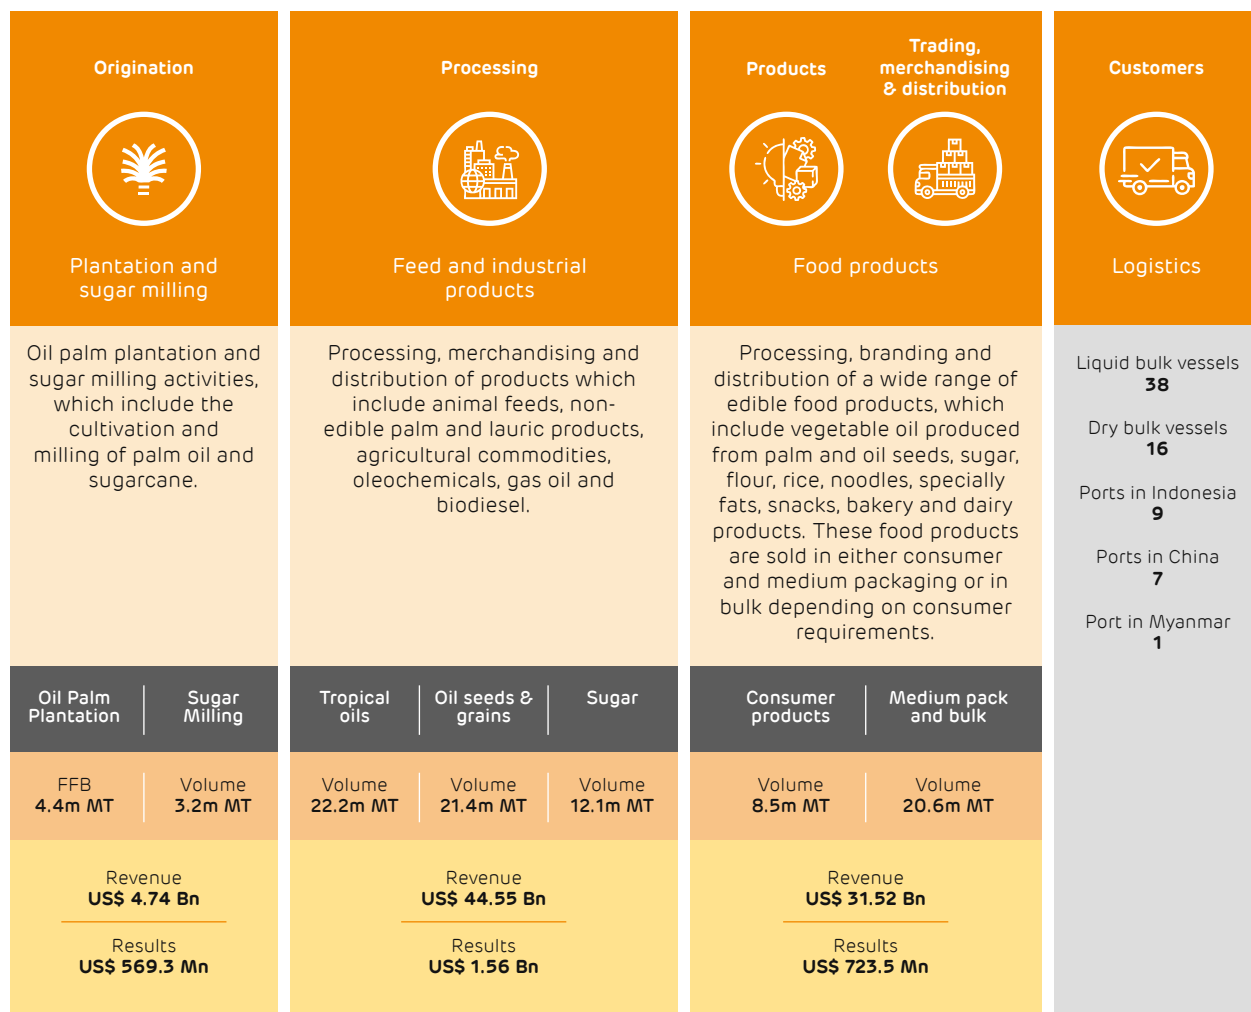 Origination
Plantation and
sugar milling
Oil palm plantation and
sugar milling activities,
which include the
cultivation and
milling of palm oil and
sugarcane.
Oil Palm
Plantation
Sugar
Milling
FFB
4.4m MT
Volume
3.2m MT
Revenue
US$ 4.74 Bn
Results
US$ 569.3 Mn
Processing
Feed and industrial
products
Processing, merchandising and
distribution of products which
include animal feeds, non-
edible palm and lauric products,
agricultural commodities,
oleochemicals, gas oil and
biodiesel.
Tropical
oils
Oil seeds &
grains
Sugar
Volume
22.2m MT
Volume
21.4m MT
Volume
12.1m MT
Revenue
US$ 44.55 Bn
Results
US$ 1.56 Bn
Products
Trading,
merchandising
& distribution
Food products
Processing, branding and
distribution of a wide range of
edible food products, which
include vegetable oil produced
from palm and oil seeds, sugar,
flour, rice, noodles, specially
fats, snacks, bakery and dairy
products. These food products
are sold in either consumer
and medium packaging or in
bulk depending on consumer
requirements.
Consumer
products
Medium pack
and bulk
Volume
8.5m MT
Volume
20.6m MT
Revenue
US$ 31.52 Bn
Results
US$ 723.5 Mn
Customers
Logistics
Liquid bulk vessels
38
Dry bulk vessels
16
Ports in Indonesia
9
Ports in China
7
Port in Myanmar
1